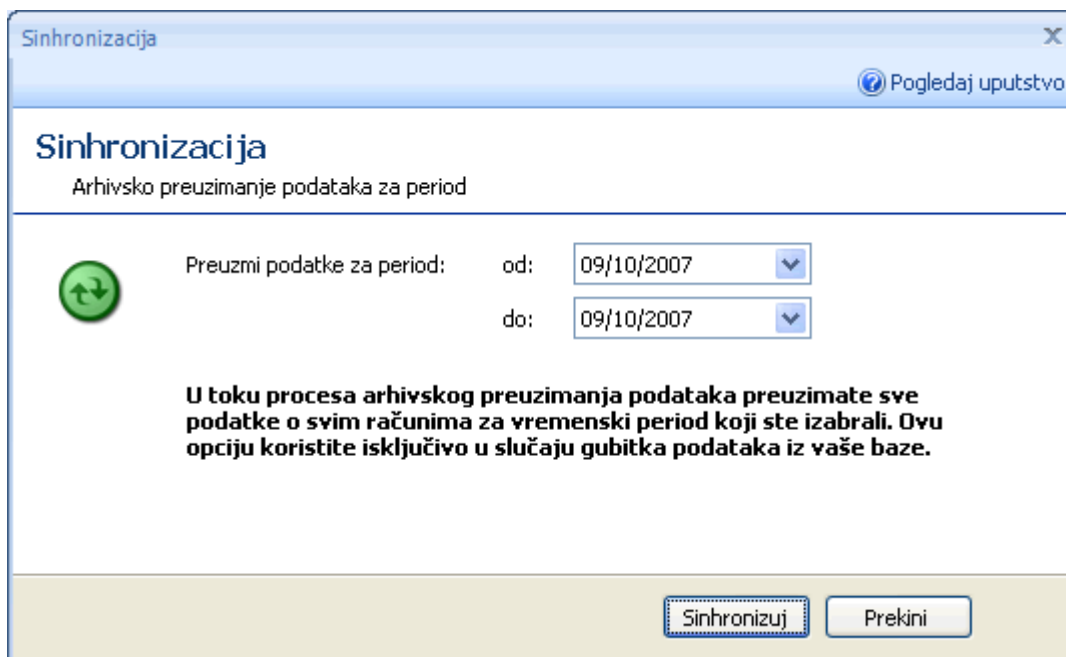 Sinhronizacija
Pogledaj uputstvo
Sinhronizacija
Arhivsko preuzimanje podataka za period
Preuzmi podatke za period: od: 09/10/2007
do: 09/10/2007
U toku procesa arhivskog preuzimanja podataka preuzimate sve
podatke o svim računima za vremenski period koji ste izabrali. Ovu
opciju koristite isključivo u slučaju gubitka podataka iz vaše baze.
Sinhronizuj Prekini